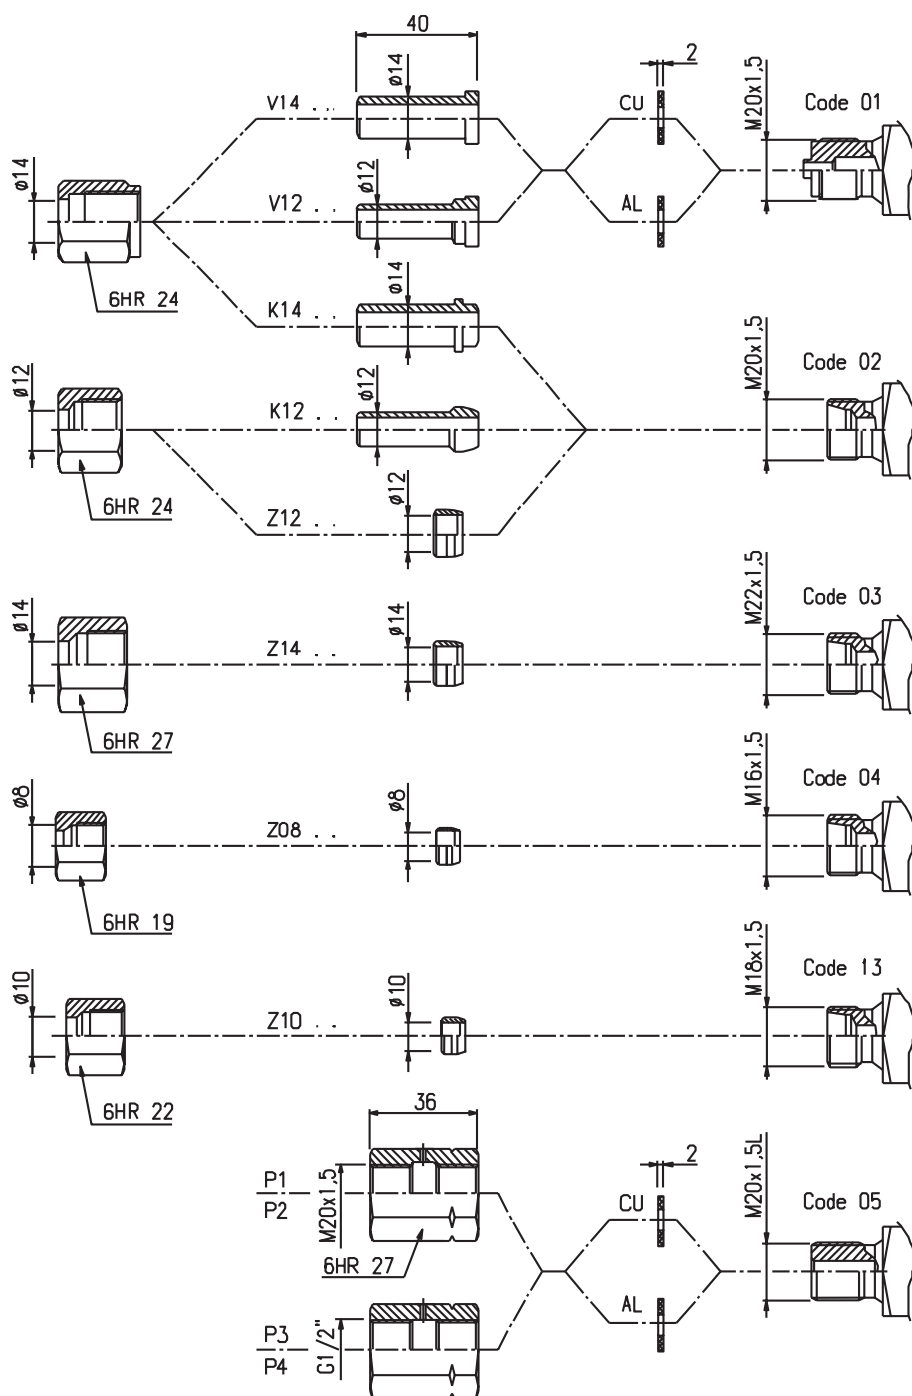 40
2
ø14
V14 . .
CU
M20x1,5
Code 01
ø14
ø12
V12 . .
AL
6HR 24
ø14
K14 . .
M20x1,5
Code 02
ø12
ø12
K12 . .
6HR 24
ø12
Z12 . .
M22x1,5
Code 03
ø14
ø14
Z14 . .
6HR 27
M16x1,5
Code 04
ø8
ø8
Z08 . .
6HR 19
M18x1,5
Code 13
ø10
ø10
Z10 . .
6HR 22
36
2
P1
P2
M20x1,5
CU
M20x1,5L
Code 05
6HR 27
AL
P3
P4
G1/2"